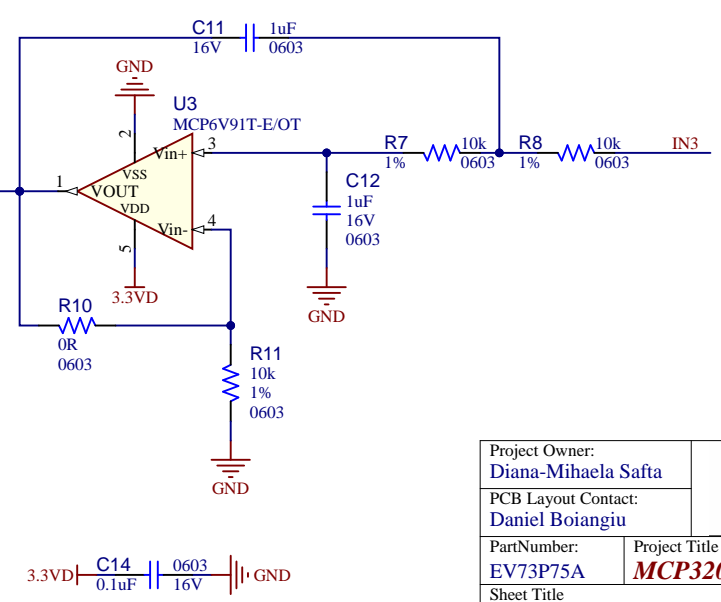 C11 1uF
16V 0603
GND
U3
MCP6V91T-E/OT
2
VSS
Vin+ 3
1 VOUT
VDD
Vin- 4
5
3.3VD
R7 10k
1% 0603
R8 10k
1% 0603
IN3
C12
1uF
16V
0603
GND
R10
0R
0603
R11
10k
1%
0603
GND
3.3VD C14 0603 GND
0.1uF 16V
Project Owner:
Diana-Mihaela Safta
PCB Layout Contact:
Daniel Boiangiu
PartNumber: Project Title
EV73P75A
Sheet Title